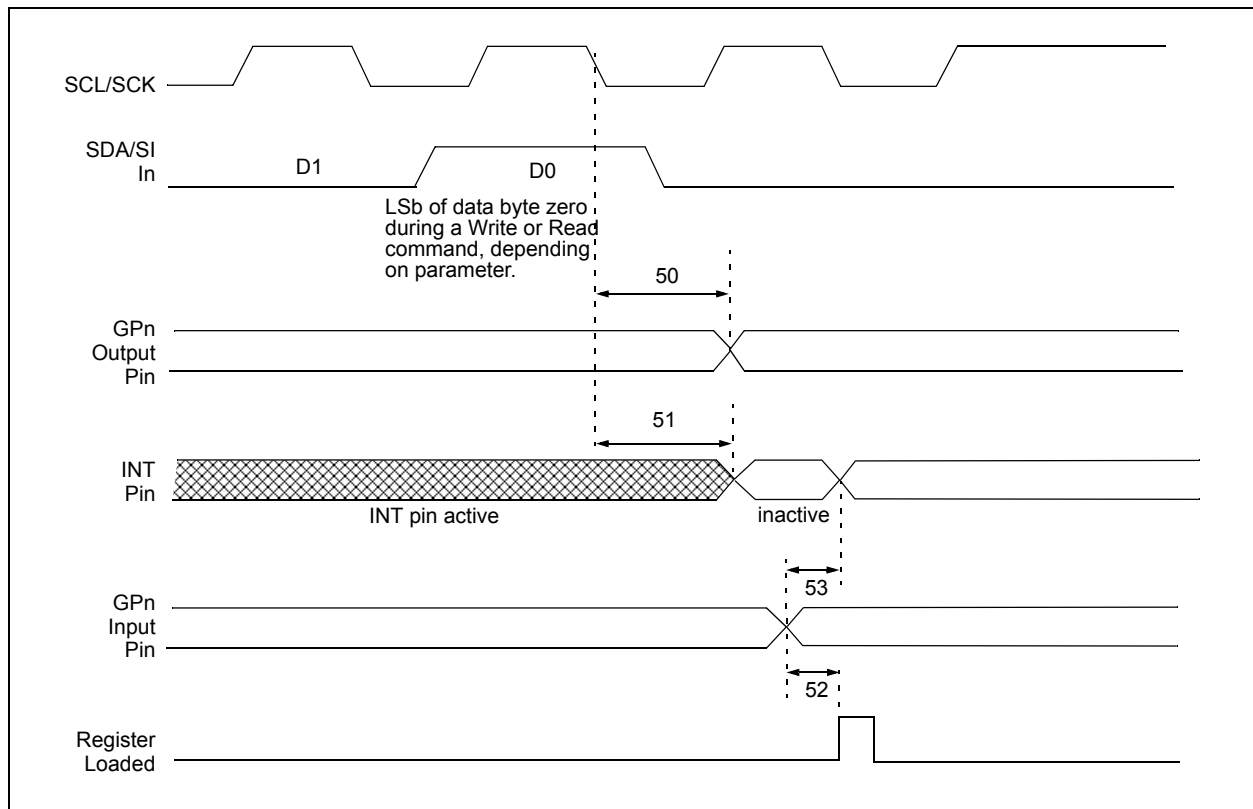 SCL/SCK
SDA/SI
In
D1
D0
LSb of data byte zero
during a Write or Read
command, depending
on parameter.
50
GPn
Output
Pin
51
INT
Pin
INT pin active
inactive
53
GPn
Input
Pin
52
Register
Loaded